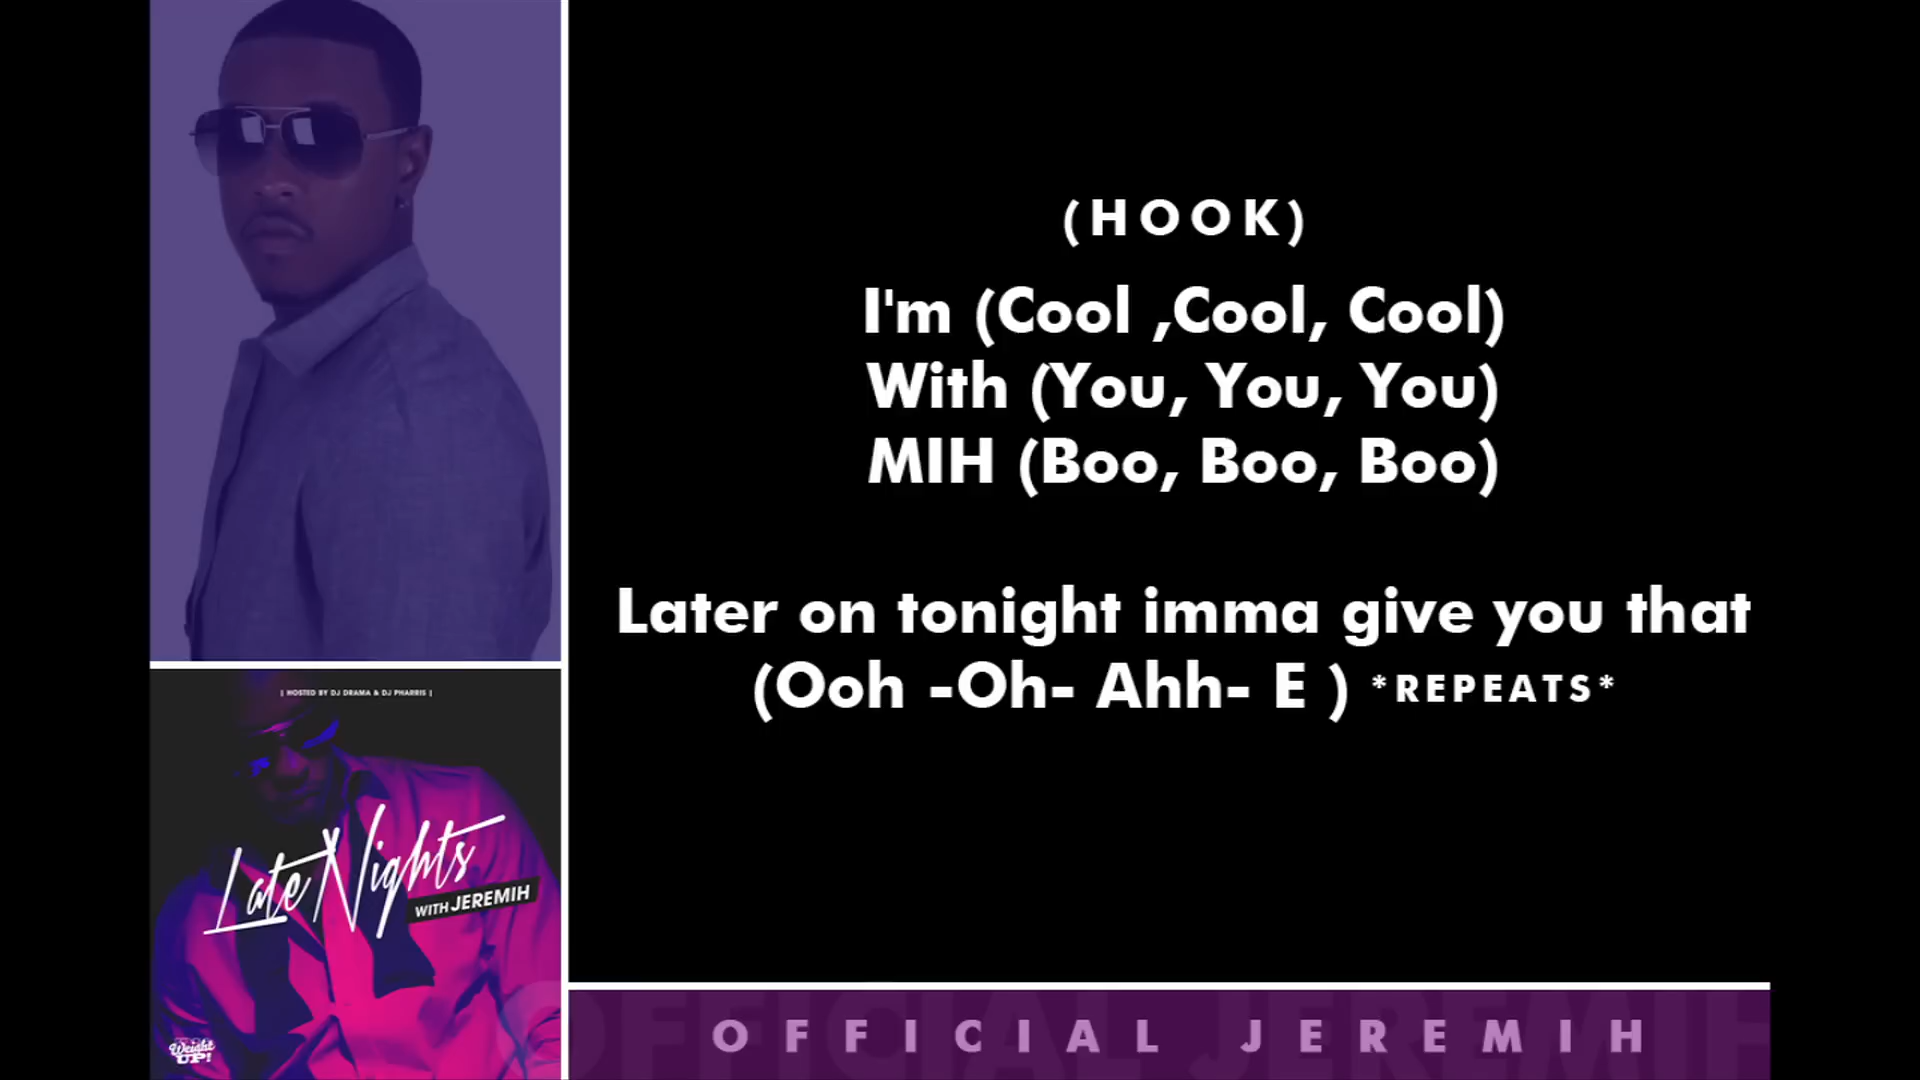 (HOOK)
I'm (Cool ,Cool, Cool)
With (You, You, You)
MIH (Boo, Boo, Boo)
Later on tonight imma give you that
(Ooh -Oh- Ahh- E ) *REPEATS*
| HOSTED BY DJ DRAMA & DJ PHARRIS |
Late Nights
WITH JEREMIH
Weight
UP!
OFFICIAL JEREMIH